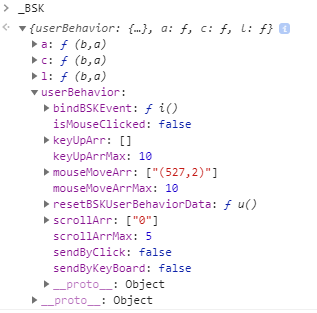 > _BSK
<· ▼{userBehavior: {…}, a: ƒ, c: ƒ, l: ƒ} i
▶ a: ƒ (b,a)
▶ c: ƒ (b,a)
▶ l: ƒ (b,a)
▼ userBehavior:
▶ bindBSKEvent: ƒ i()
isMouseClicked: false
▶ keyUpArr: []
keyUpArrMax: 10
▶ mouseMoveArr: ["(527,2)"]
mouseMoveArrMax: 10
▶ resetBSKUserBehaviorData: ƒ u()
▶ scrollArr: ["0"]
scrollArrMax: 5
sendByClick: false
sendByKeyBoard: false
▶ __proto__: Object
▶ __proto__: Object